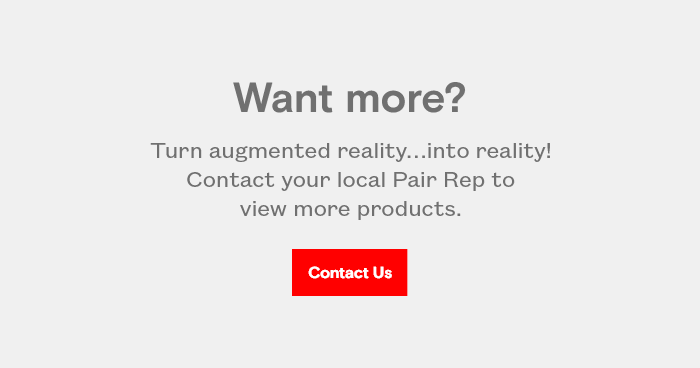 Want more?
Turn augmented reality...into reality!
Contact your local Pair Rep to
view more products.
Contact Us